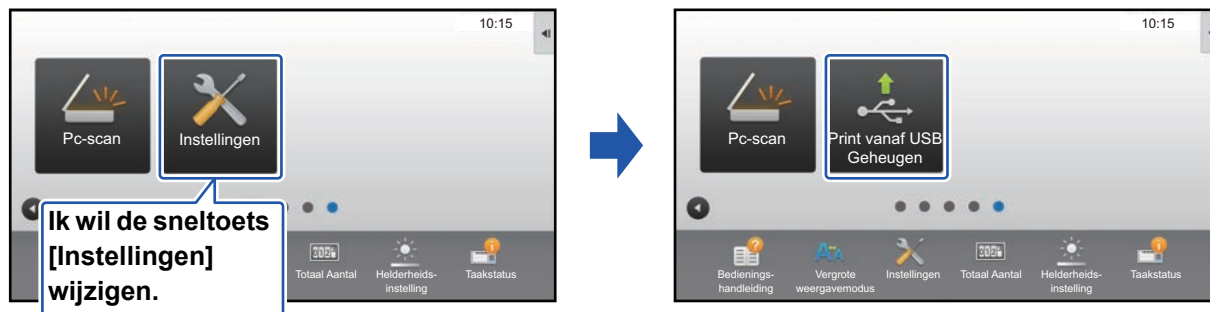 10:15
Pc-scan
Instellingen
Ik wil de sneltoets
[Instellingen]
wijzigen.
Totaal Aantal
Helderheids-
instelling
Taakstatus
10:15
Pc-scan
Print vanaf USB
Geheugen
Bedienings-
handleiding
Vergrote
weergavemodus
Instellingen
Totaal Aantal
Helderheids-
instelling
Taakstatus